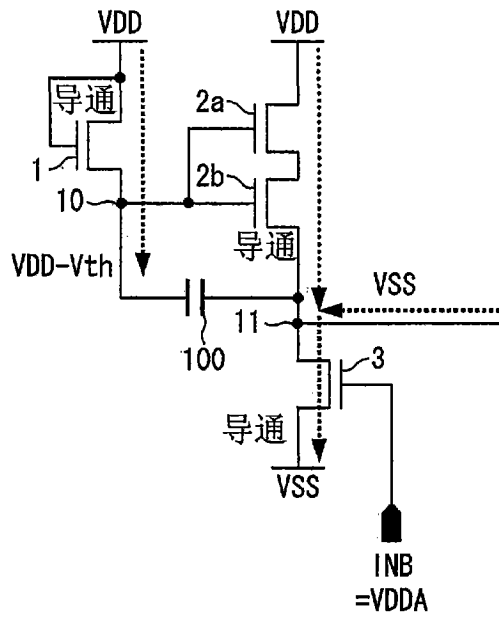 VDD
VDD
导通
2a
1
2b
10
导通
VDD-Vth
VSS
11
100
3
导通
VSS
INB
=VDDA